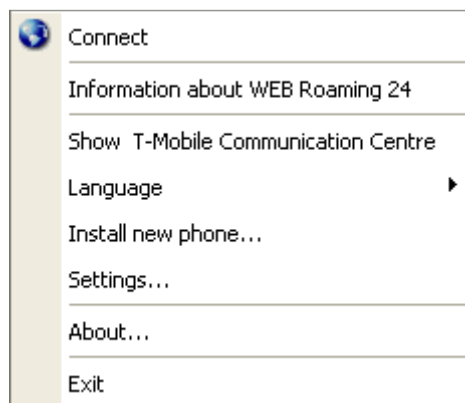 Connect
Information about WEB Roaming 24
Show  T-Mobile Communication Centre
Language
Install new phone...
Settings...
About...
Exit